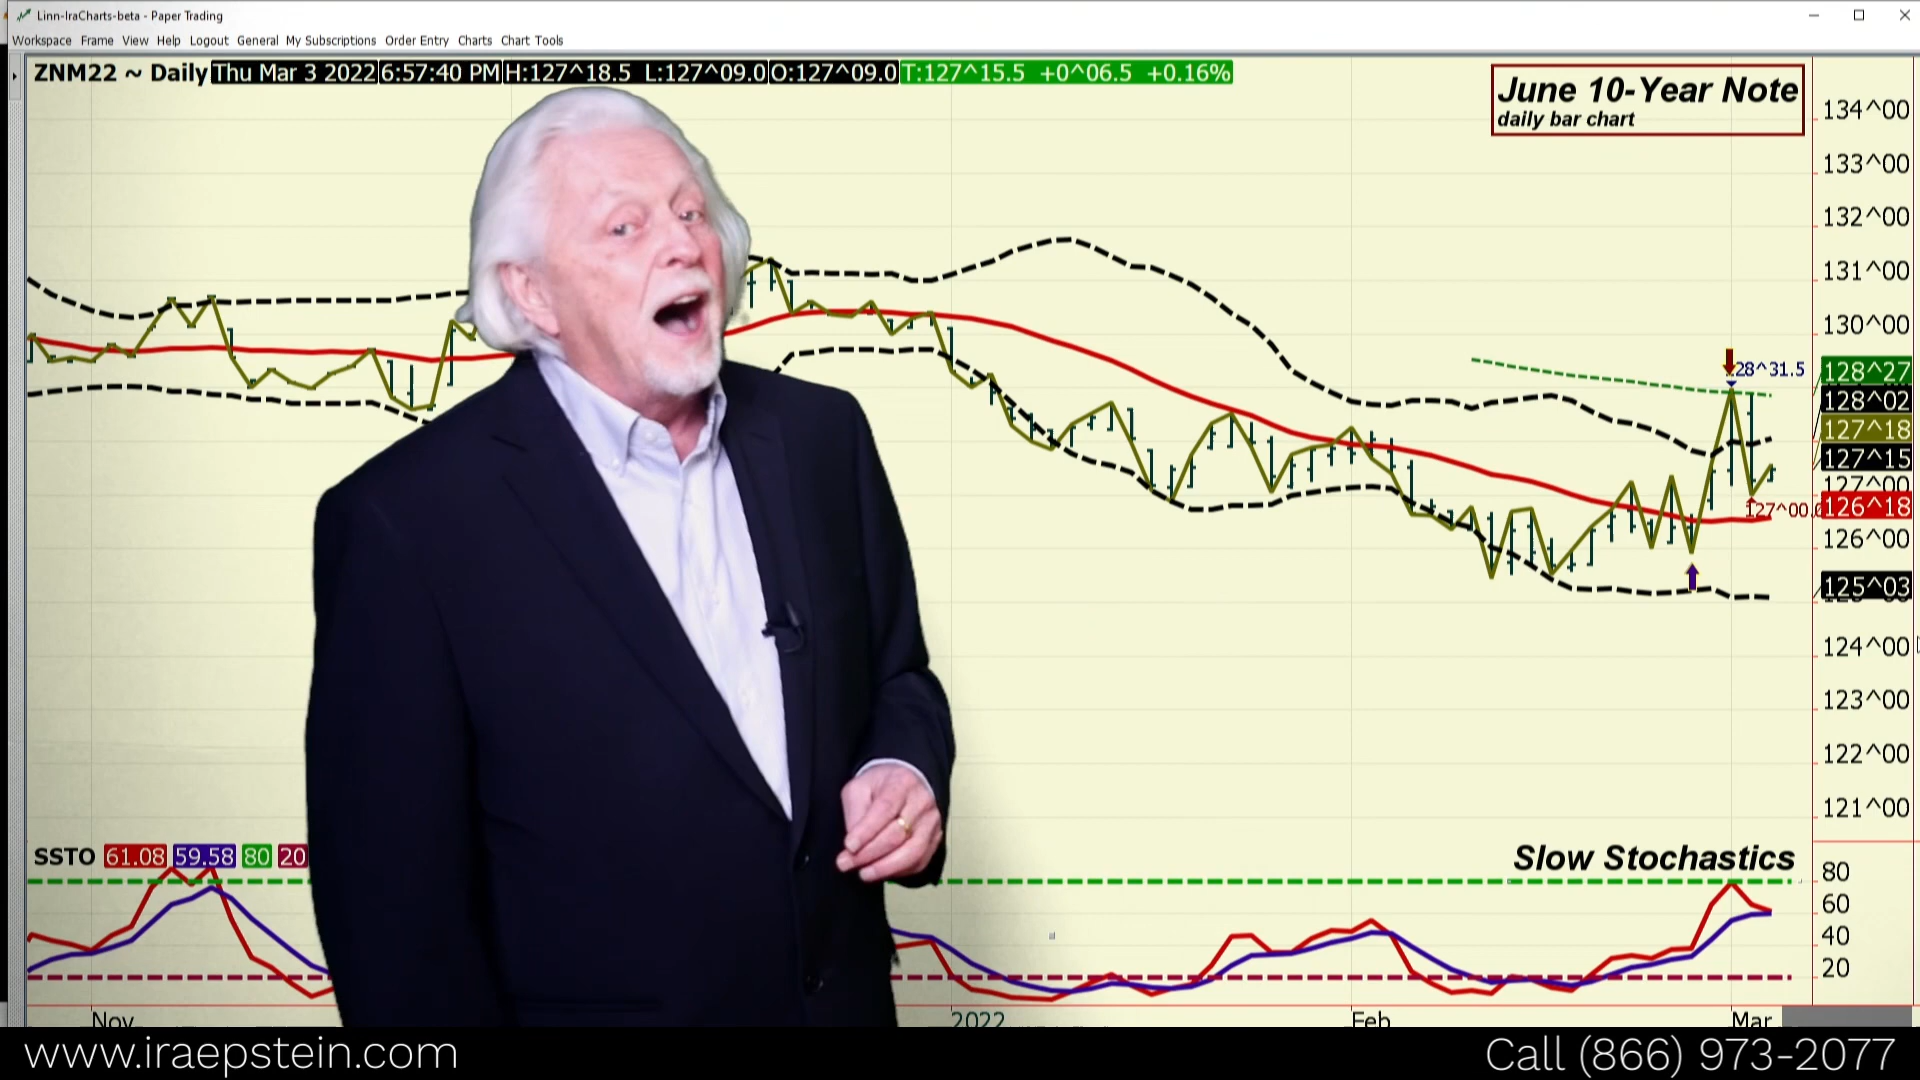 Linn-IraCharts-beta - Paper Trading
Workspace Frame View Help Logout General My Subscriptions Order Entry Charts Chart Tools
ZNM22 ~ Daily Thu Mar 3 2022 6:57:40 PM H:127^18.5 L:127^09.0 O:127^09.0 T:127^15.5 +0^06.5 +0.16%
June 10-Year Note
daily bar chart
134^00
133^00
132^00
131^00
130^00
28^31.5
128^27
128^02
127^18
127^15
127^00
127^00.0
126^18
126^00
125^03
124^00
123^00
122^00
121^00
SSTO 61.08 59.58 80 20
Slow Stochastics
80
60
40
20
Nov 2022 Feb Mar
www.iraepstein.com Call (866) 973-2077